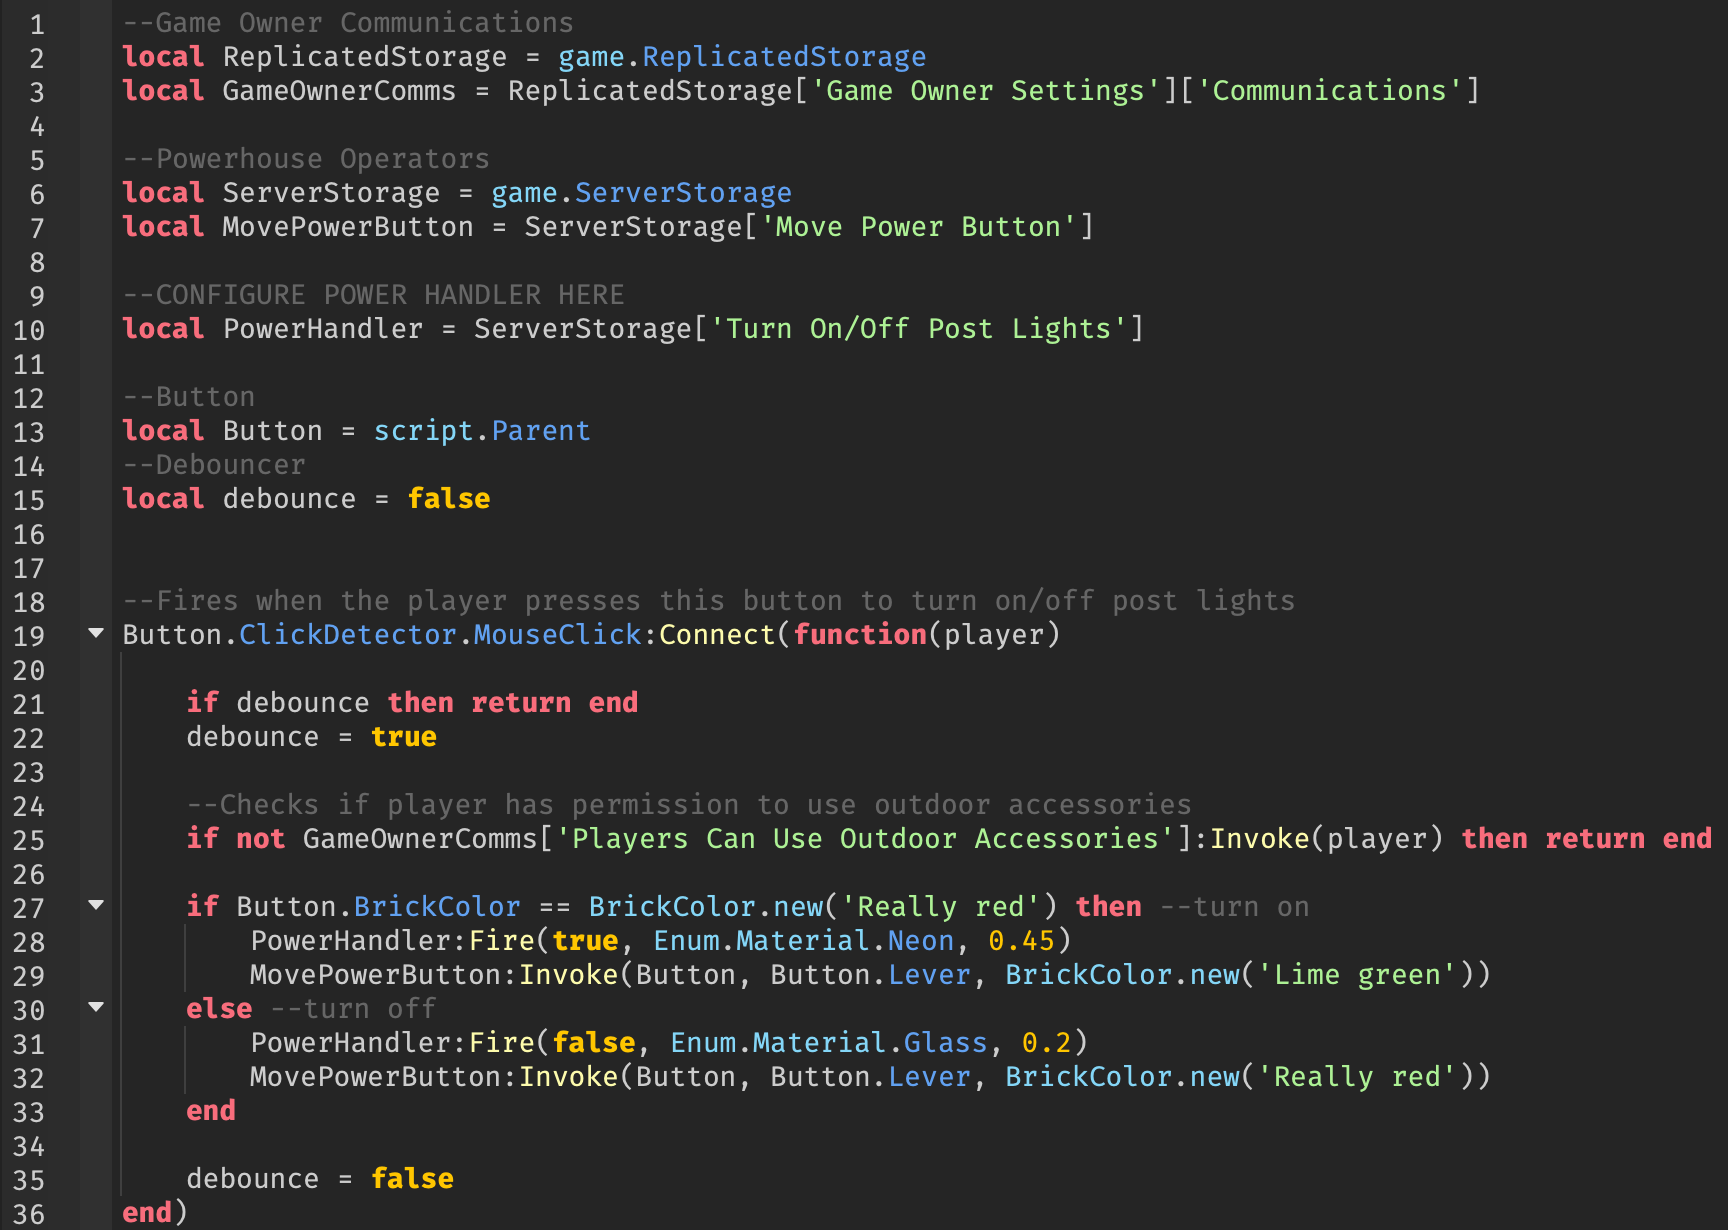 1 --Game Owner Communications
2 local ReplicatedStorage = game.ReplicatedStorage
3 local GameOwnerComms = ReplicatedStorage['Game Owner Settings']['Communications']
4
5 --Powerhouse Operators
6 local ServerStorage = game.ServerStorage
7 local MovePowerButton = ServerStorage['Move Power Button']
8
9 --CONFIGURE POWER HANDLER HERE
10 local PowerHandler = ServerStorage['Turn On/Off Post Lights']
11
12 --Button
13 local Button = script.Parent
14 --Debouncer
15 local debounce = false
16
17
18 --Fires when the player presses this button to turn on/off post lights
19 Button.ClickDetector.MouseClick:Connect(function(player)
20
21     if debounce then return end
22     debounce = true
23
24     --Checks if player has permission to use outdoor accessories
25     if not GameOwnerComms['Players Can Use Outdoor Accessories']:Invoke(player) then return end
26
27     if Button.BrickColor == BrickColor.new('Really red') then --turn on
28         PowerHandler:Fire(true, Enum.Material.Neon, 0.45)
29         MovePowerButton:Invoke(Button, Button.Lever, BrickColor.new('Lime green'))
30     else --turn off
31         PowerHandler:Fire(false, Enum.Material.Glass, 0.2)
32         MovePowerButton:Invoke(Button, Button.Lever, BrickColor.new('Really red'))
33     end
34
35     debounce = false
36 end)